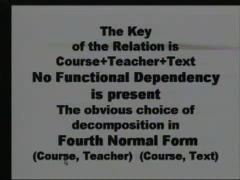 The Key
of the Relation is
Course+Teacher+Text
No Functional Dependency
is present
The obvious choice of
decomposition in
Fourth Normal Form
(Course, Teacher) (Course, Text)